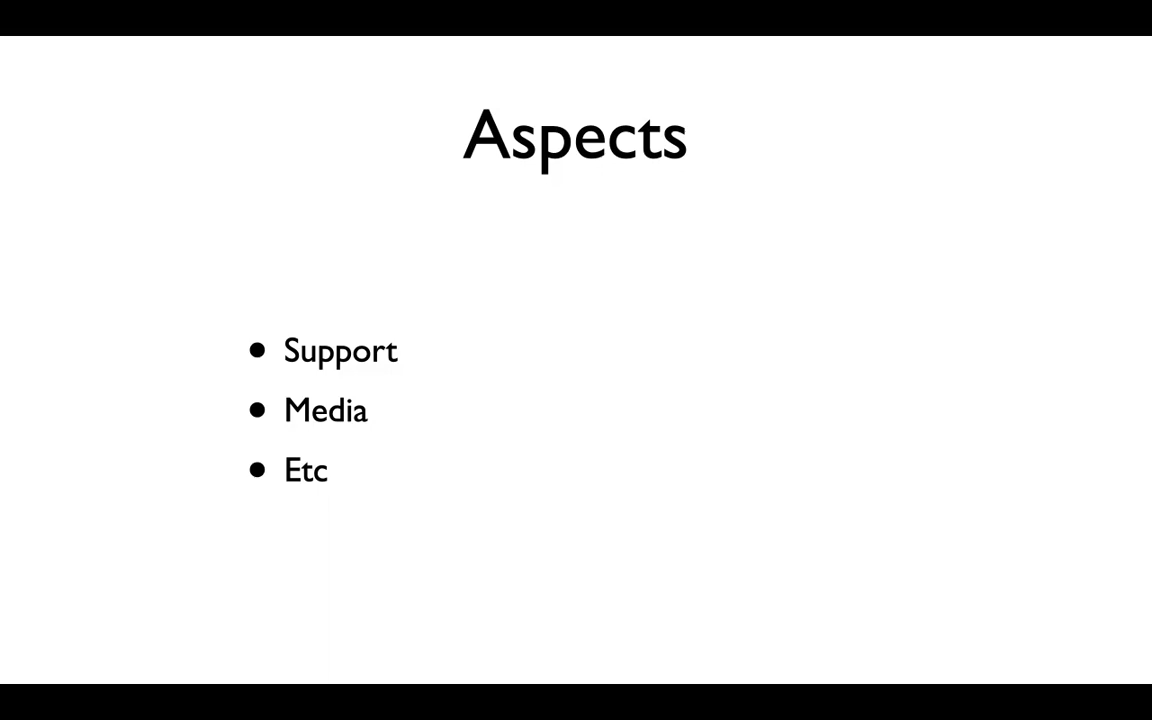 Aspects
• Support
• Media
• Etc